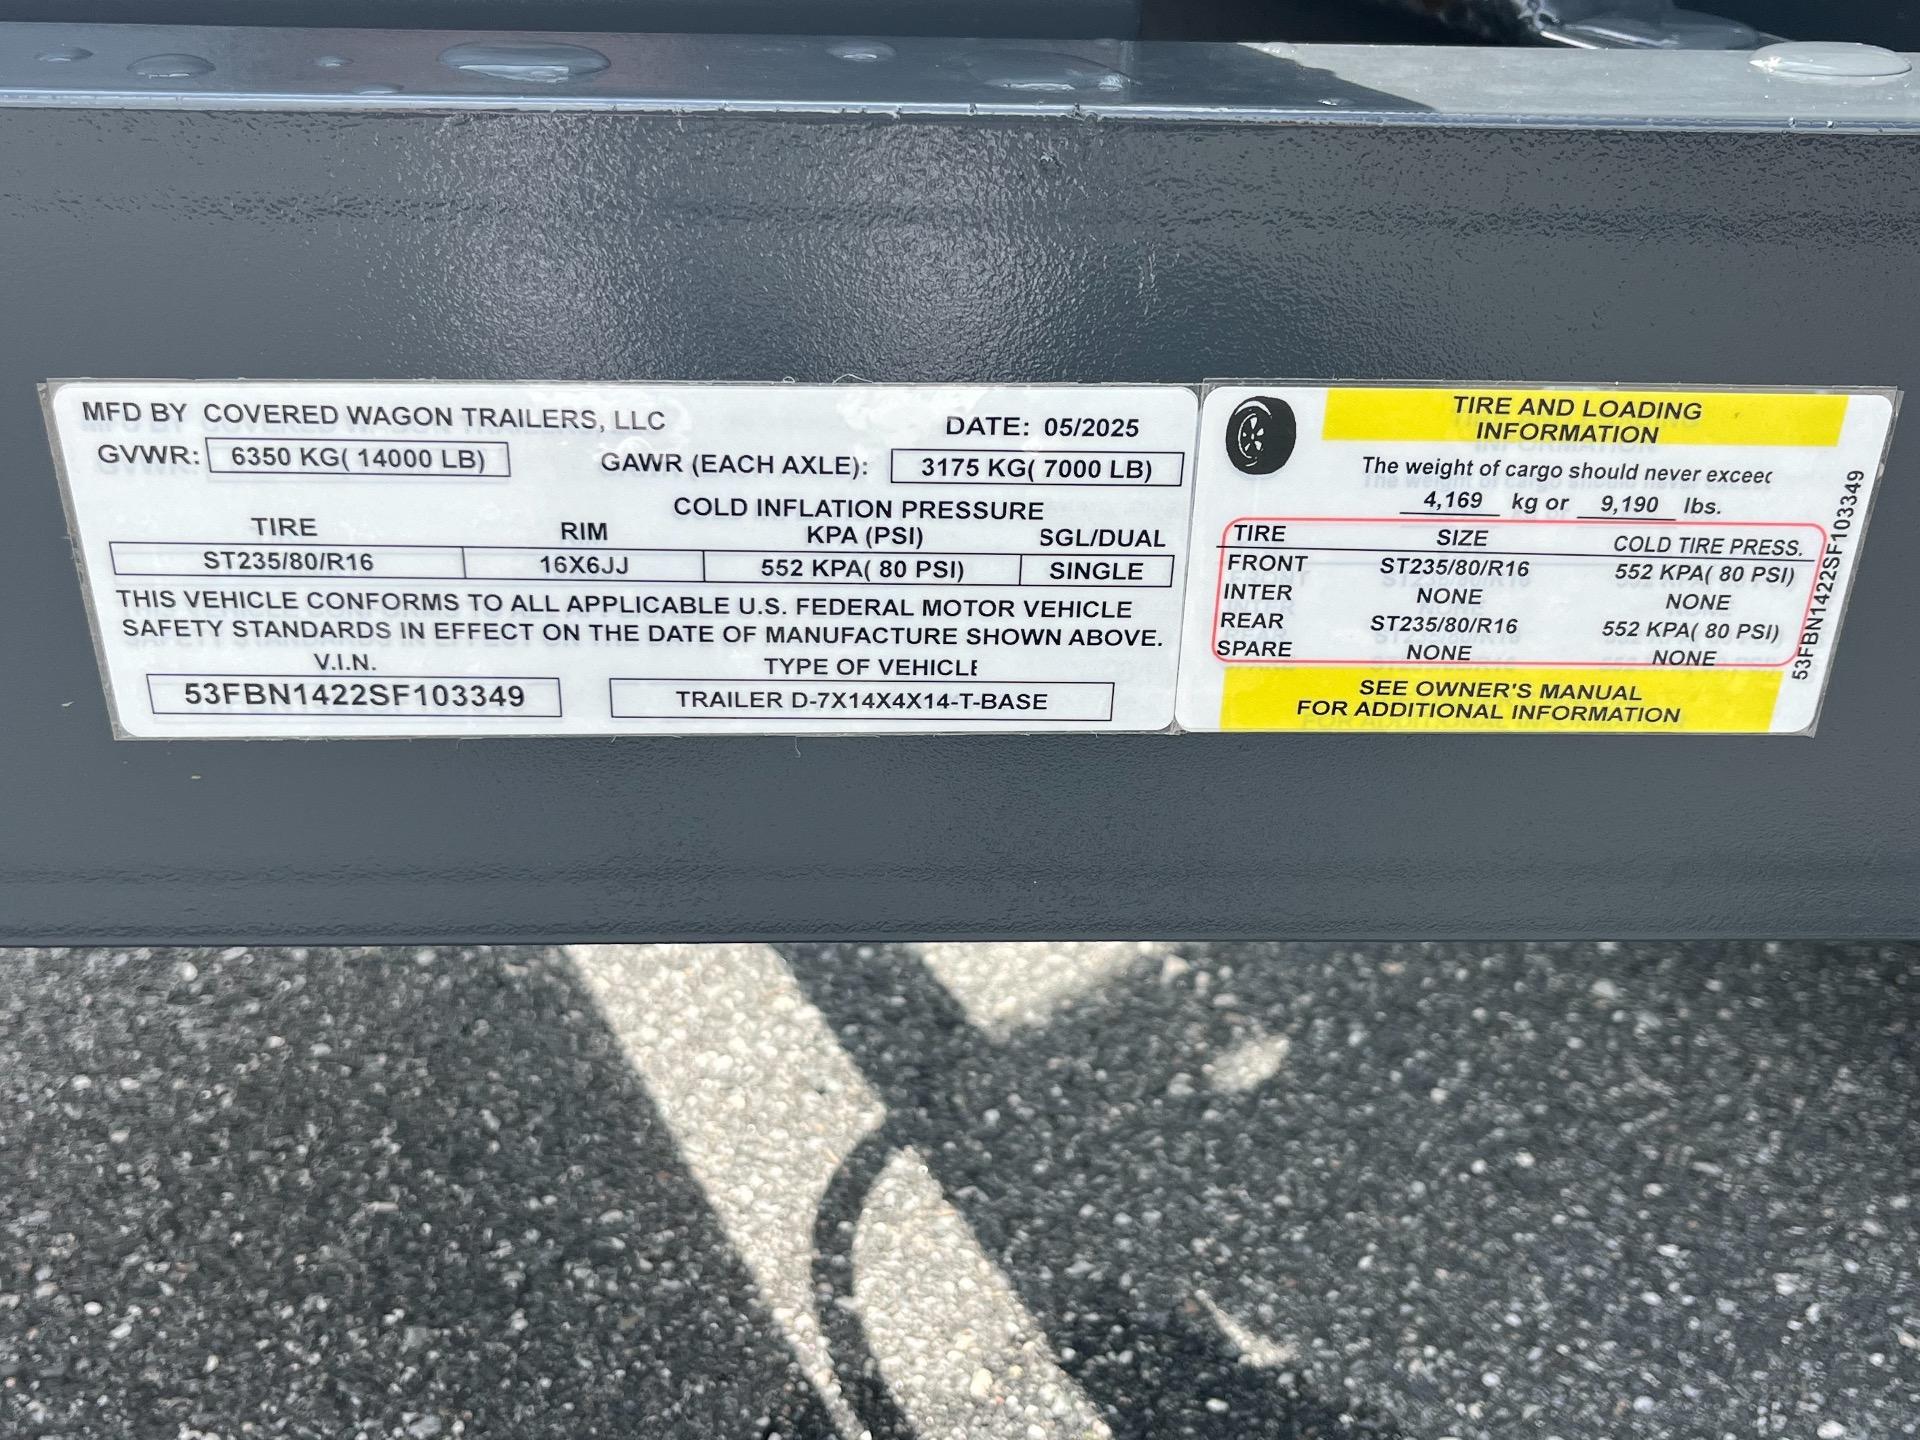 MFD BY COVERED WAGON TRAILERS, LLC
DATE: 05/2025
GVWR: 6350 KG( 14000 LB)
GAWR (EACH AXLE): 3175 KG( 7000 LB)
COLD INFLATION PRESSURE
TIRE RIM KPA (PSI) SGL/DUAL
ST235/80/R16 16X6JJ 552 KPA( 80 PSI) SINGLE
THIS VEHICLE CONFORMS TO ALL APPLICABLE U.S. FEDERAL MOTOR VEHICLE
SAFETY STANDARDS IN EFFECT ON THE DATE OF MANUFACTURE SHOWN ABOVE.
V.I.N. TYPE OF VEHICLE
53FBN1422SF103349 TRAILER D-7X14X4X14-T-BASE
TIRE AND LOADING
INFORMATION
The weight of cargo should never exceed
4,169 kg or 9,190 lbs.
TIRE SIZE COLD TIRE PRESS.
FRONT ST235/80/R16 552 KPA( 80 PSI)
INTER NONE NONE
REAR ST235/80/R16 552 KPA( 80 PSI)
SPARE NONE NONE
SEE OWNER'S MANUAL
FOR ADDITIONAL INFORMATION
53FBN1422SF103349